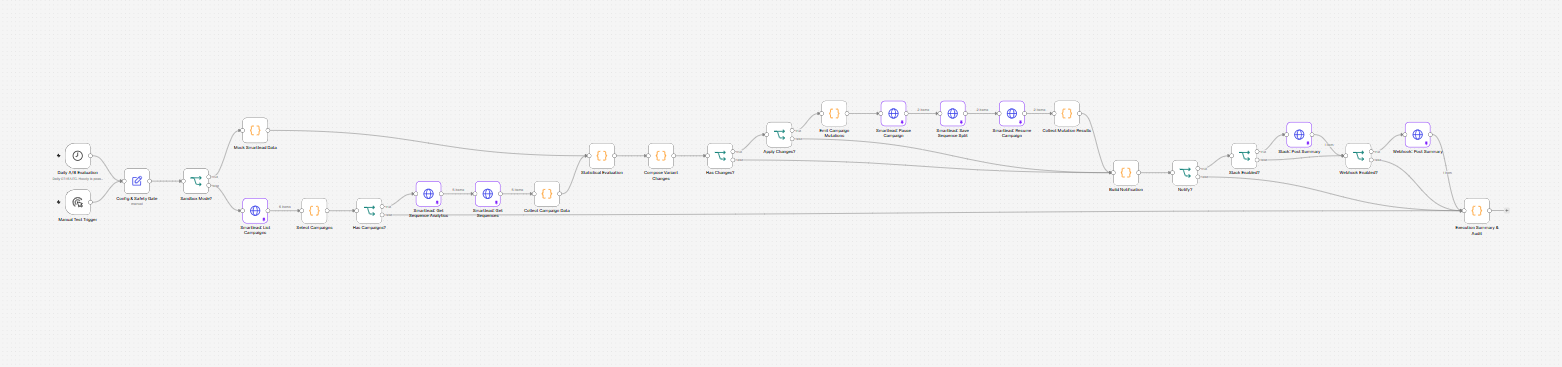 Daily A/B Evaluation
Manual Test Trigger
Config & Safety Gate
manual
Sandbox Mode?
Mock Smartlead Data
Smartlead: List
Campaigns
Select Campaigns
Has Campaigns?
Smartlead: Get
Sequence Analytics
Smartlead: Get
Sequences
Collect Campaign Data
Statistical Evaluation
Compute Variant
Changes
Has Changes?
Apply Changes?
Emit Campaign
Mutations
Smartlead: Pause
Campaign
Smartlead: Save
Sequence Split
Smartlead: Resume
Campaign
Collect Mutation Results
Build Notification
Notify?
Slack Enabled?
Slack: Post Summary
Webhook Enabled?
Webhook: Post Summary
Execution Summary &
Audit